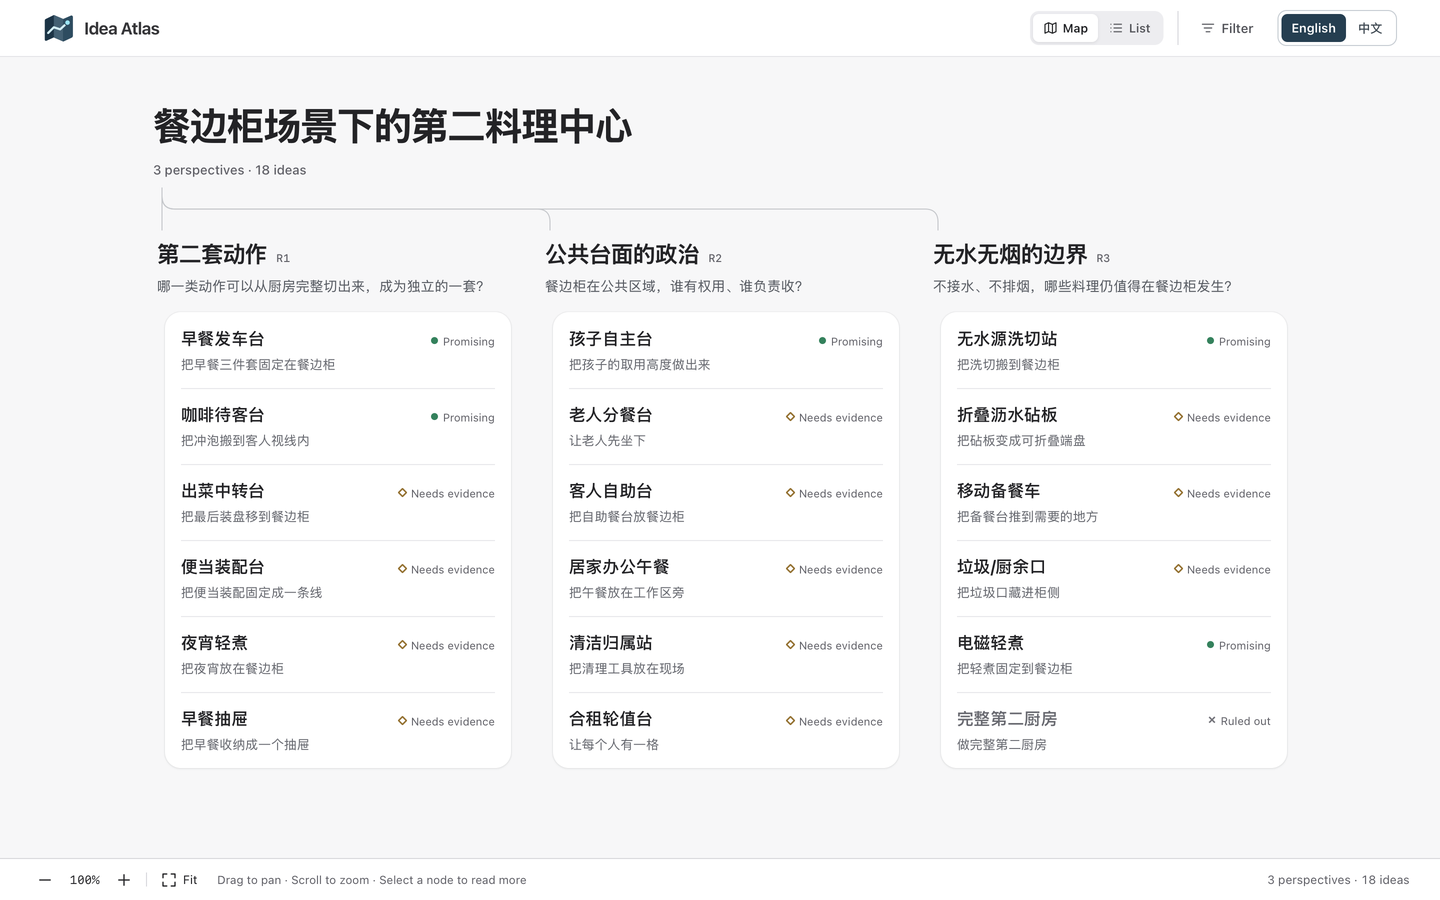 Idea Atlas
Map
List
Filter
English
中文
餐边柜场景下的第二料理中心
3 perspectives · 18 ideas
第二套动作 R1
哪一类动作可以从厨房完整切出来，成为独立的一套？
早餐发车台
Promising
把早餐三件套固定在餐边柜
咖啡待客台
Promising
把冲泡搬到客人视线内
出菜中转台
Needs evidence
把最后装盘移到餐边柜
便当装配台
Needs evidence
把便当装配固定成一条线
夜宵轻煮
Needs evidence
把夜宵放在餐边柜
早餐抽屉
Needs evidence
把早餐收纳成一个抽屉
公共台面的政治 R2
餐边柜在公共区域，谁有权用、谁负责收？
孩子自主台
Promising
把孩子的取用高度做出来
老人分餐台
Needs evidence
让老人先坐下
客人自助台
Needs evidence
把自助餐台放餐边柜
居家办公午餐
Needs evidence
把午餐放在工作区旁
清洁归属站
Needs evidence
把清理工具放在现场
合租轮值台
Needs evidence
让每个人有一格
无水无烟的边界 R3
不接水、不排烟，哪些料理仍值得在餐边柜发生？
无水源洗切站
Promising
把洗切搬到餐边柜
折叠沥水砧板
Needs evidence
把砧板变成可折叠端盘
移动备餐车
Needs evidence
把备餐台推到需要的地方
垃圾/厨余口
Needs evidence
把垃圾口藏进柜侧
电磁轻煮
Promising
把轻煮固定到餐边柜
完整第二厨房
Ruled out
做完整第二厨房
100%
Fit
Drag to pan · Scroll to zoom · Select a node to read more
3 perspectives · 18 ideas